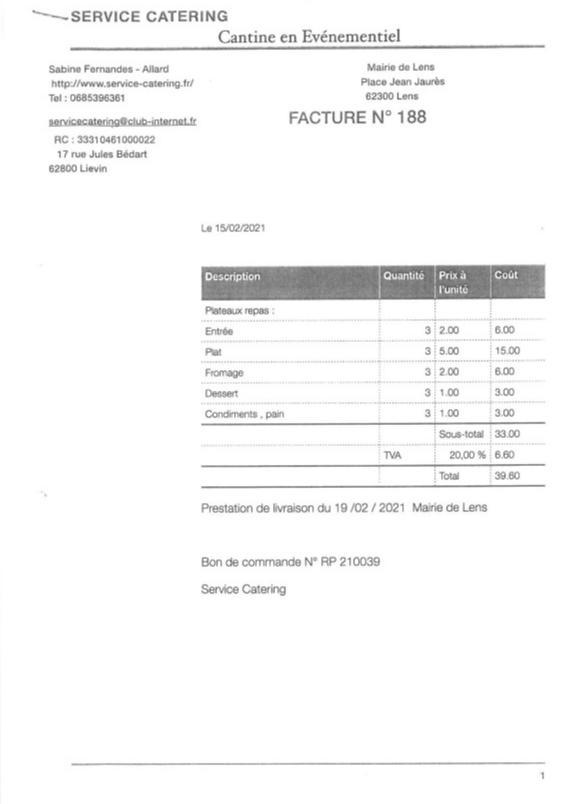 SERVICE CATERING
Cantine en Evénementiel
Sabine Fernandes - Allard
http://www.service-catering.fr/
Tel : 0685396361
servicecatering@club-internet.fr
RC : 33310461000022
17 rue Jules Bédart
62800 Lievin
Mairie de Lens
Place Jean Jaurès
62300 Lens
FACTURE N° 188
Le 15/02/2021
Description Quantité Prix à l'unité Coût
Plateaux repas :
Entrée 3 2.00 6.00
Plat 3 5.00 15.00
Fromage 3 2.00 6.00
Dessert 3 1.00 3.00
Condiments , pain 3 1.00 3.00
Sous-total 33.00
TVA 20,00 % 6.60
Total 39.60
Prestation de livraison du 19 /02 / 2021 Mairie de Lens
Bon de commande N° RP 210039
Service Catering
1